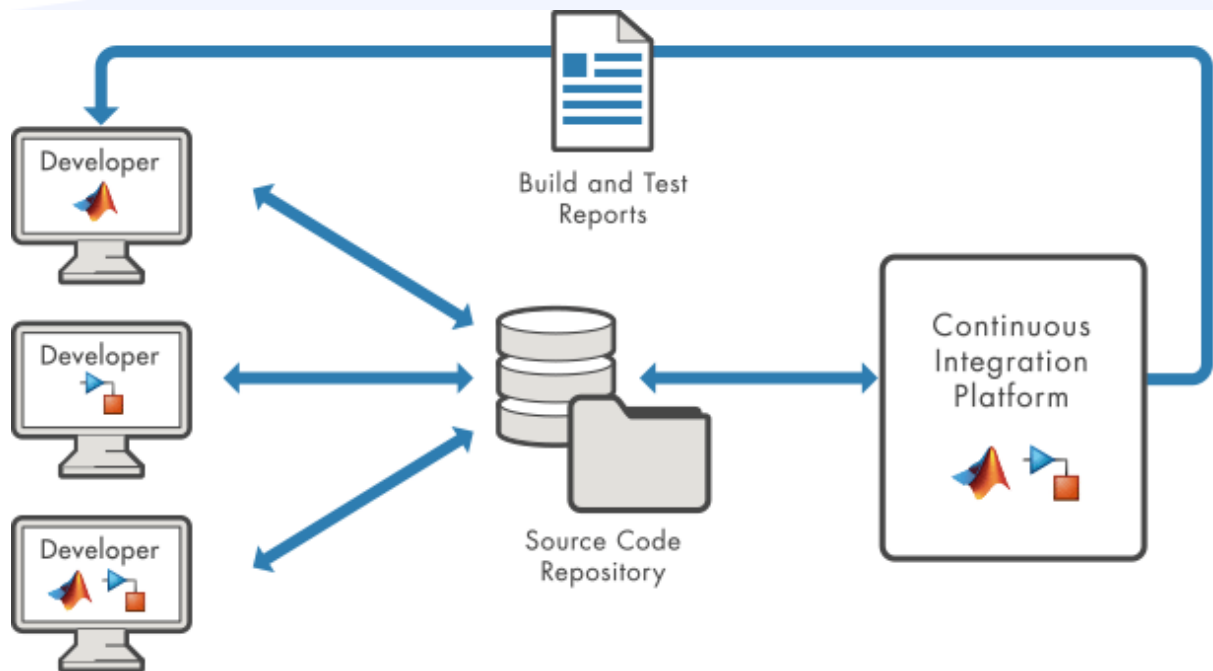 Developer
Build and Test
Reports
Developer
Continuous
Integration
Platform
Developer
Source Code
Repository